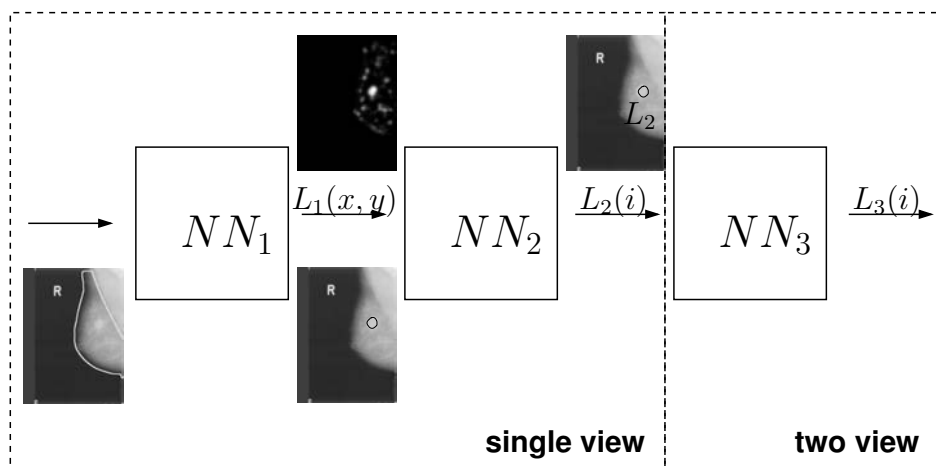 R
L₂
L₁(x, y)
L₂(i)
L₃(i)
NN₁
NN₂
NN₃
R
R
single view
two view